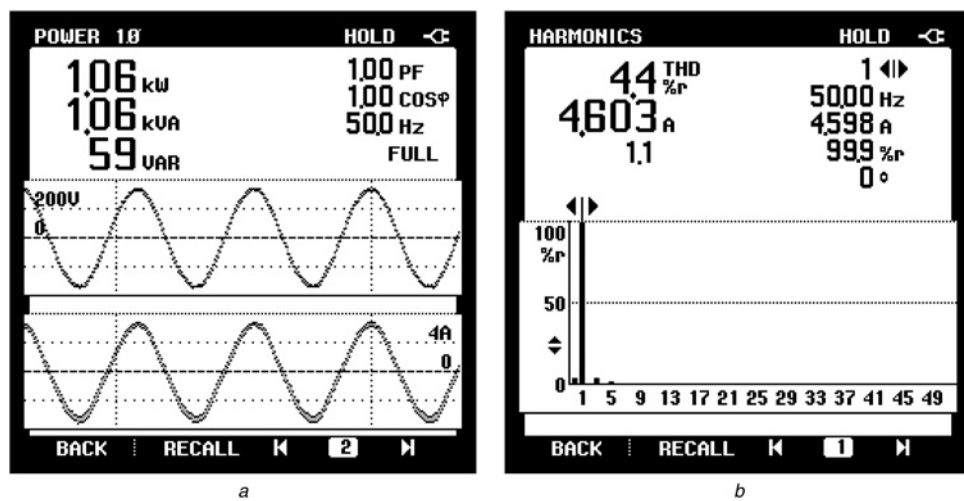 POWER 1.0 HOLD
1.06 kW 1.00 PF
1.06 kVA 1.00 COSφ
59 VAR 50.0 Hz
FULL
200V
0
4A
0
BACK RECALL 2
a
HARMONICS HOLD
4.4 THD %r 1
4.603 A 50.00 Hz
1.1 4.598 A
99.9 %r
0 °
100
%r
50
0
1 5 9 13 17 21 25 29 33 37 41 45 49
BACK RECALL 1
b